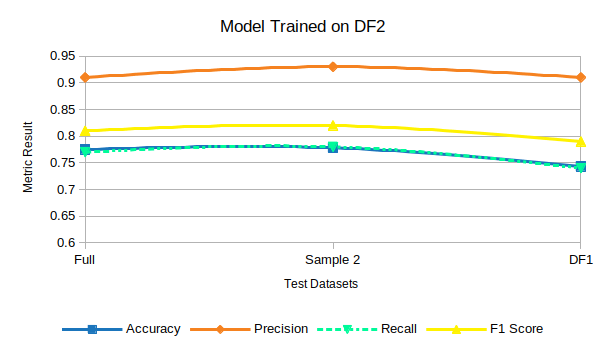 Model Trained on DF2
0.95
0.9
0.85
0.8
0.75
0.7
0.65
0.6
Metric Result
Full Sample 2 DF1
Test Datasets
Accuracy Precision Recall F1 Score